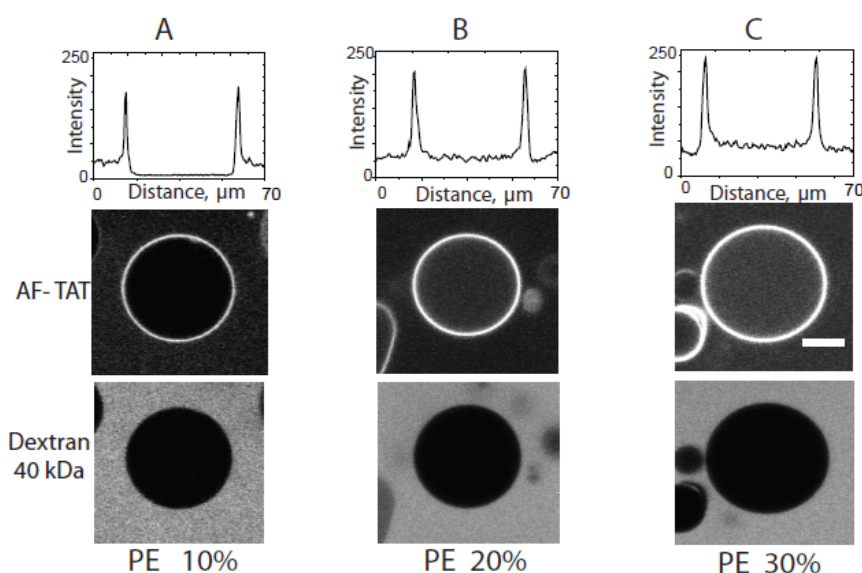 A
B
C
Intensity
250
0
0
Distance, μm
70
Intensity
250
0
0
Distance, μm
70
Intensity
250
0
0
Distance, μm
70
AF- TAT
Dextran
40 kDa
PE 10%
PE 20%
PE 30%